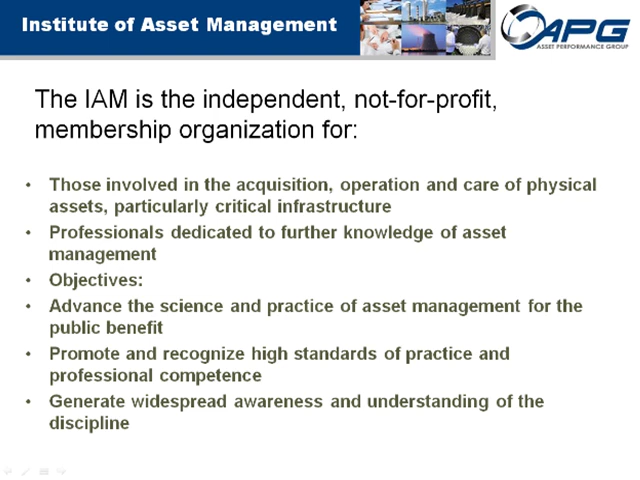 Institute of Asset Management
APG
ASSET PERFORMANCE GROUP
The IAM is the independent, not-for-profit,
membership organization for:
• Those involved in the acquisition, operation and care of physical
assets, particularly critical infrastructure
• Professionals dedicated to further knowledge of asset
management
• Objectives:
• Advance the science and practice of asset management for the
public benefit
• Promote and recognize high standards of practice and
professional competence
• Generate widespread awareness and understanding of the
discipline